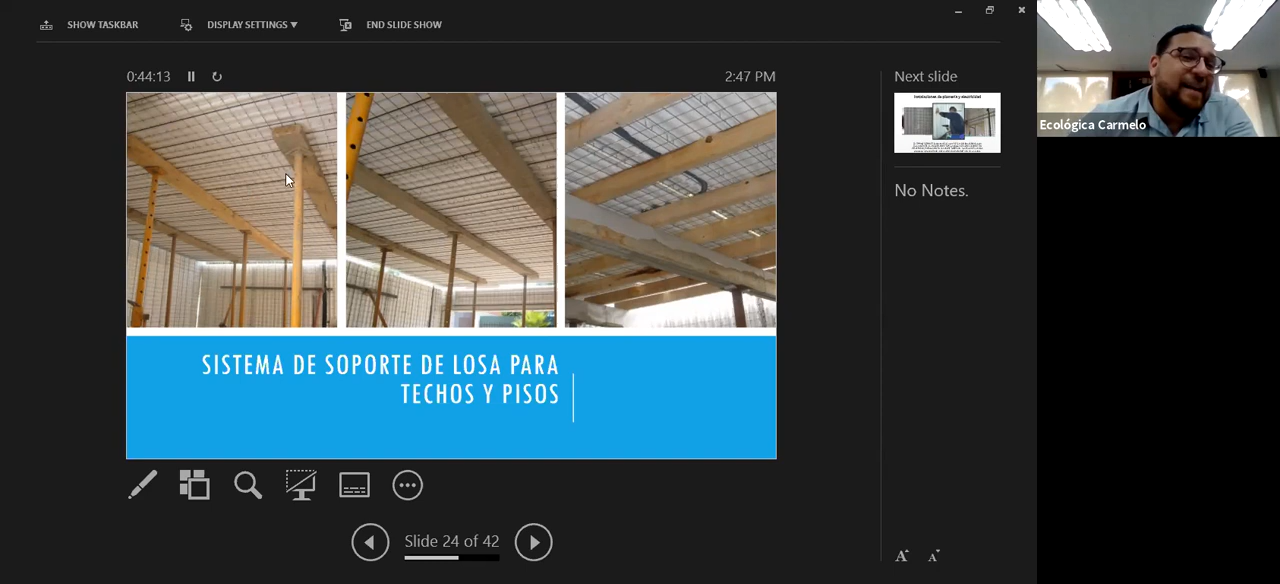 SHOW TASKBAR
DISPLAY SETTINGS ▼
END SLIDE SHOW
0:44:13
2:47 PM
Next slide
Ecológica Carmelo
No Notes.
SISTEMA DE SOPORTE DE LOSA PARA
TECHOS Y PISOS
Slide 24 of 42
A
A